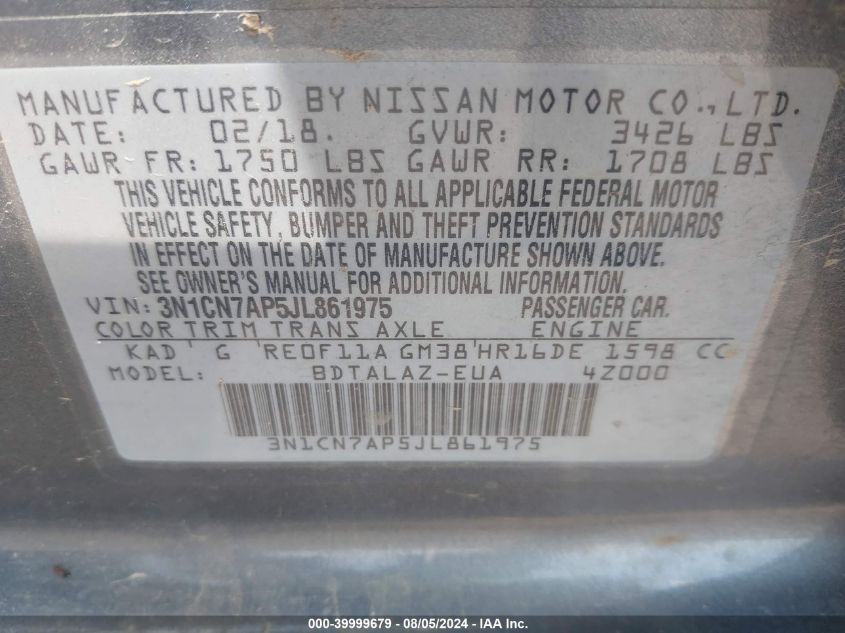 MANUFACTURED BY NISSAN MOTOR CO.,LTD.
DATE: 02/18. GVWR: 3426 LBS
GAWR FR: 1750 LBS GAWR RR: 1708 LBS
THIS VEHICLE CONFORMS TO ALL APPLICABLE FEDERAL MOTOR
VEHICLE SAFETY, BUMPER AND THEFT PREVENTION STANDARDS
IN EFFECT ON THE DATE OF MANUFACTURE SHOWN ABOVE.
SEE OWNER'S MANUAL FOR ADDITIONAL INFORMATION.
VIN: 3N1CN7AP5JL861975 PASSENGER CAR.
COLOR TRIM TRANS AXLE ENGINE
KAD G RE0F11A GM38 HR16DE 1598 CC
MODEL: BDTALAZ-EUA 4Z000
3N1CN7AP5JL861975
000-39999679 - 08/05/2024 - IAA Inc.